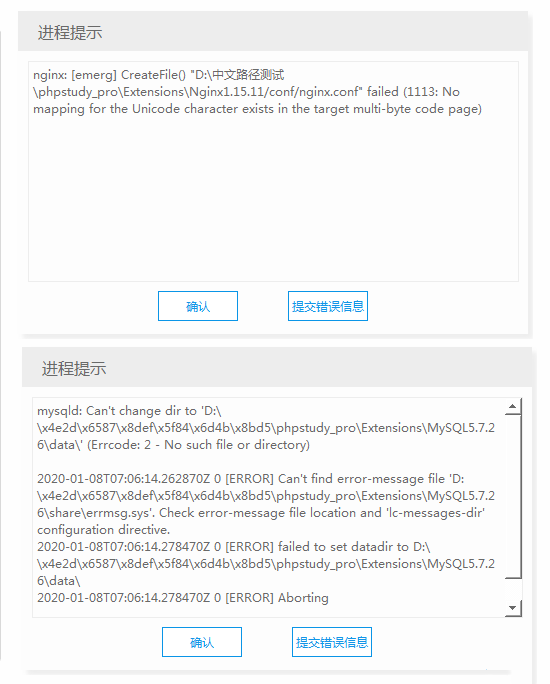 进程提示
nginx: [emerg] CreateFile() "D:\中文路径测试
\phpstudy_pro\Extensions\Nginx1.15.11/conf/nginx.conf" failed (1113: No
mapping for the Unicode character exists in the target multi-byte code page)
确认
提交错误信息
进程提示
mysqld: Can't change dir to 'D:\
\x4e2d\x6587\x8def\x5f84\x6d4b\x8bd5\phpstudy_pro\Extensions\MySQL5.7.2
6\data\' (Errcode: 2 - No such file or directory)
2020-01-08T07:06:14.262870Z 0 [ERROR] Can't find error-message file 'D:
\x4e2d\x6587\x8def\x5f84\x6d4b\x8bd5\phpstudy_pro\Extensions\MySQL5.7.2
6\share\errmsg.sys'. Check error-message file location and 'lc-messages-dir'
configuration directive.
2020-01-08T07:06:14.278470Z 0 [ERROR] failed to set datadir to D:\
\x4e2d\x6587\x8def\x5f84\x6d4b\x8bd5\phpstudy_pro\Extensions\MySQL5.7.2
6\data\
2020-01-08T07:06:14.278470Z 0 [ERROR] Aborting
确认
提交错误信息